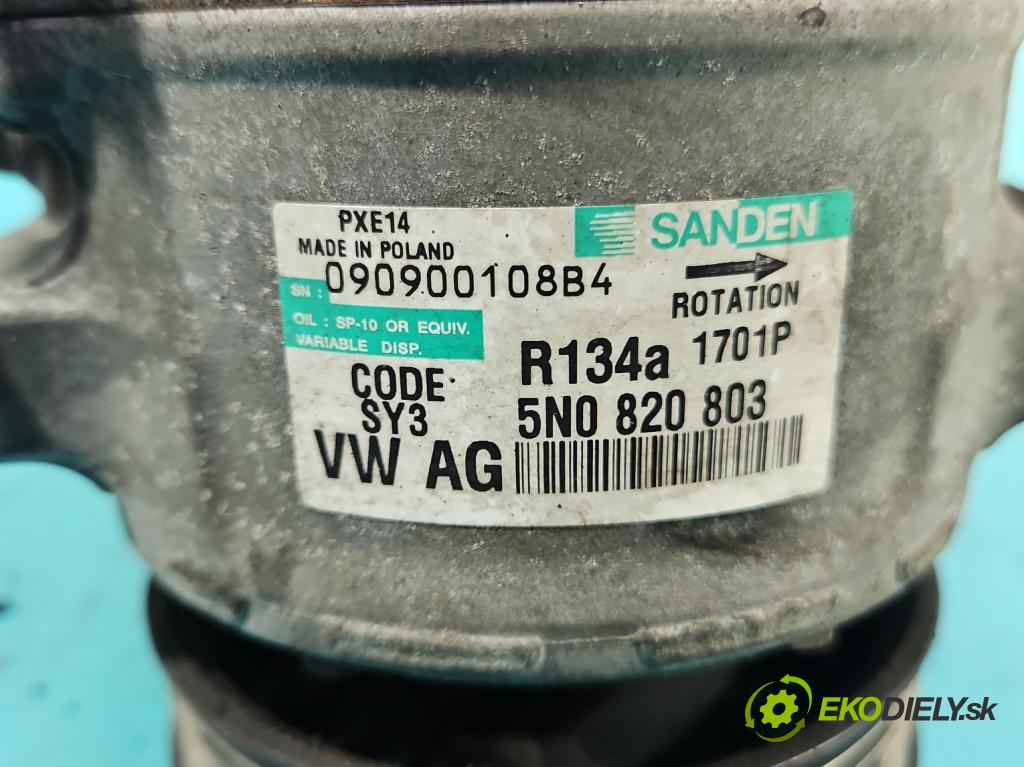 PXE14
MADE IN POLAND
SANDEN
SN : 090900108B4
ROTATION
OIL : SP-10 OR EQUIV.
VARIABLE DISP.
R134a 1701P
CODE
SY3
5N0 820 803
VW AG
EKODIELY.sk